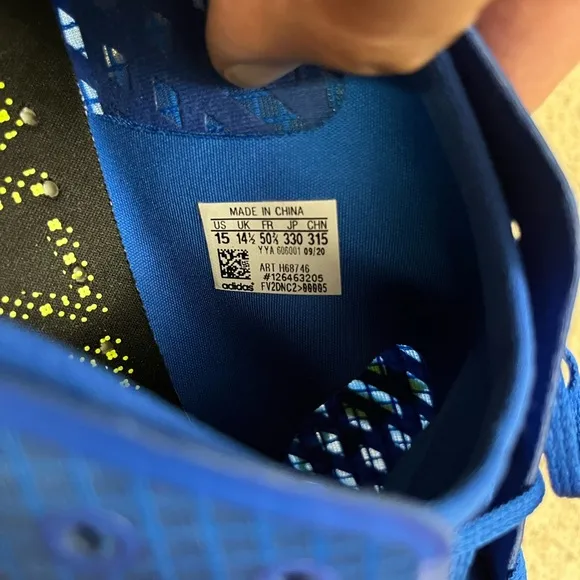 MADE IN CHINA
US UK FR JP CHN
15 14½ 50⅔ 330 315
YYA 606001 09/20
ART H68746
#126463205
adidas FV2DNC2>00005